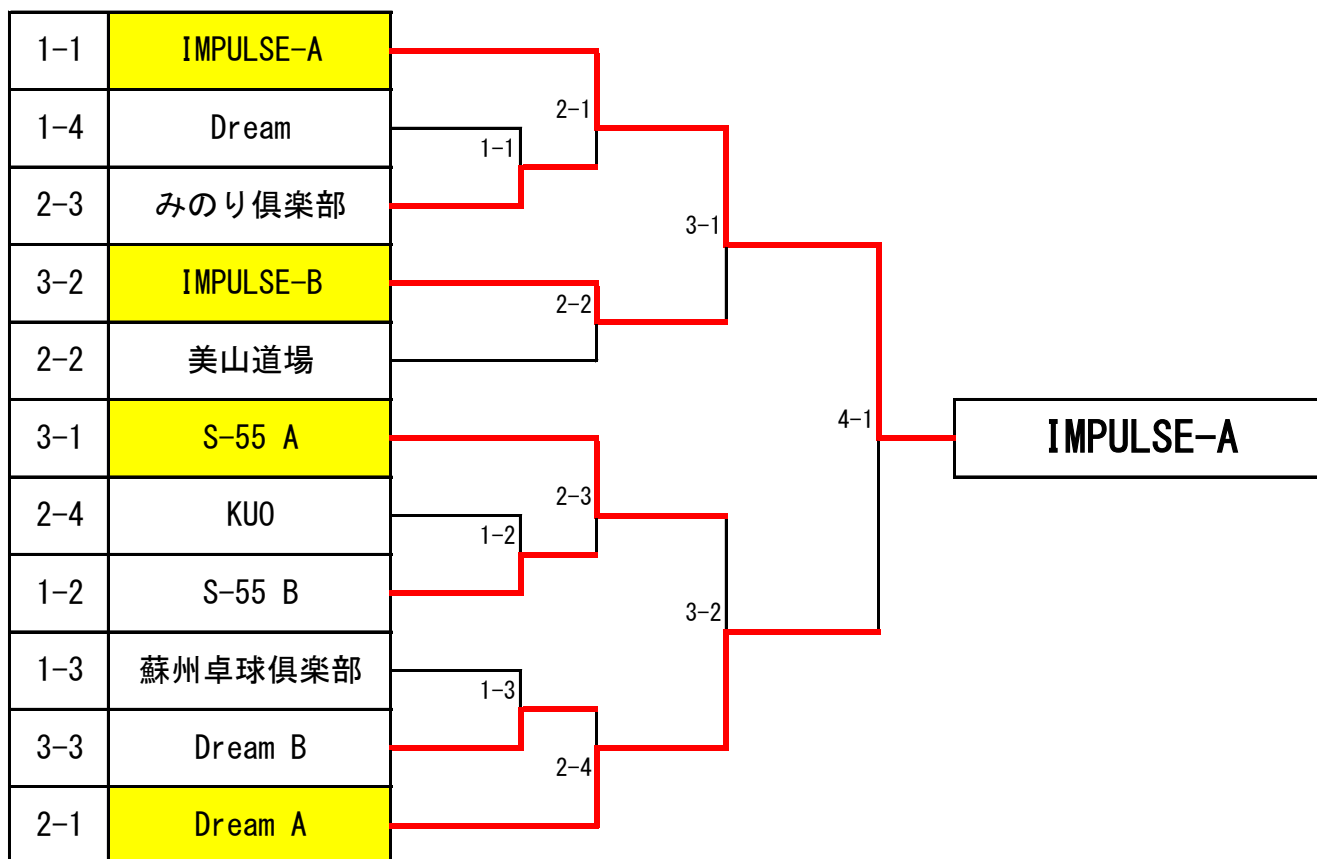 1-1 IMPULSE-A
2-1
1-4 Dream
1-1
2-3 みのり倶楽部
3-1
3-2 IMPULSE-B
2-2
2-2 美山道場
4-1
3-1 S-55 A
IMPULSE-A
2-3
2-4 KUO
1-2
1-2 S-55 B
3-2
1-3 蘇州卓球倶楽部
1-3
3-3 Dream B
2-4
2-1 Dream A